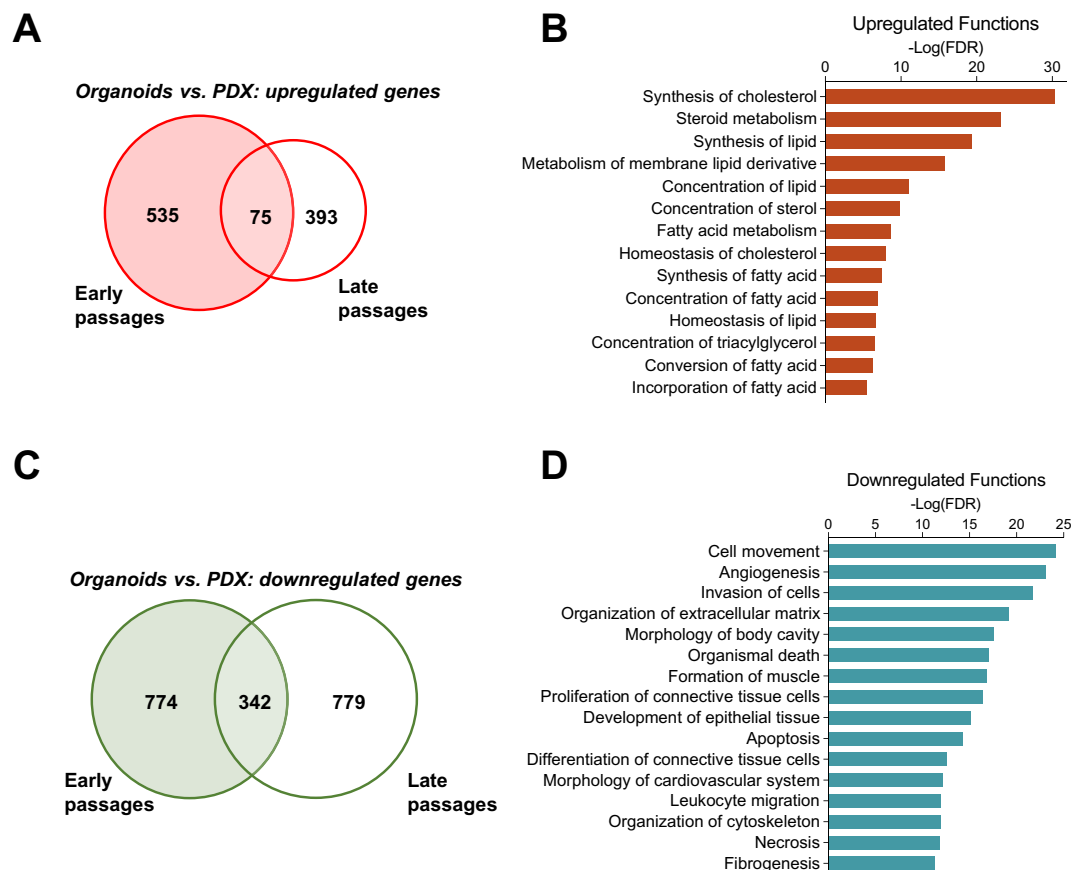 A
Organoids vs. PDX: upregulated genes
535
75
393
Early
passages
Late
passages
B
Upregulated Functions
-Log(FDR)
0 10 20 30
Synthesis of cholesterol
Steroid metabolism
Synthesis of lipid
Metabolism of membrane lipid derivative
Concentration of lipid
Concentration of sterol
Fatty acid metabolism
Homeostasis of cholesterol
Synthesis of fatty acid
Concentration of fatty acid
Homeostasis of lipid
Concentration of triacylglycerol
Conversion of fatty acid
Incorporation of fatty acid
C
Organoids vs. PDX: downregulated genes
774
342
779
Early
passages
Late
passages
D
Downregulated Functions
-Log(FDR)
0 5 10 15 20 25
Cell movement
Angiogenesis
Invasion of cells
Organization of extracellular matrix
Morphology of body cavity
Organismal death
Formation of muscle
Proliferation of connective tissue cells
Development of epithelial tissue
Apoptosis
Differentiation of connective tissue cells
Morphology of cardiovascular system
Leukocyte migration
Organization of cytoskeleton
Necrosis
Fibrogenesis